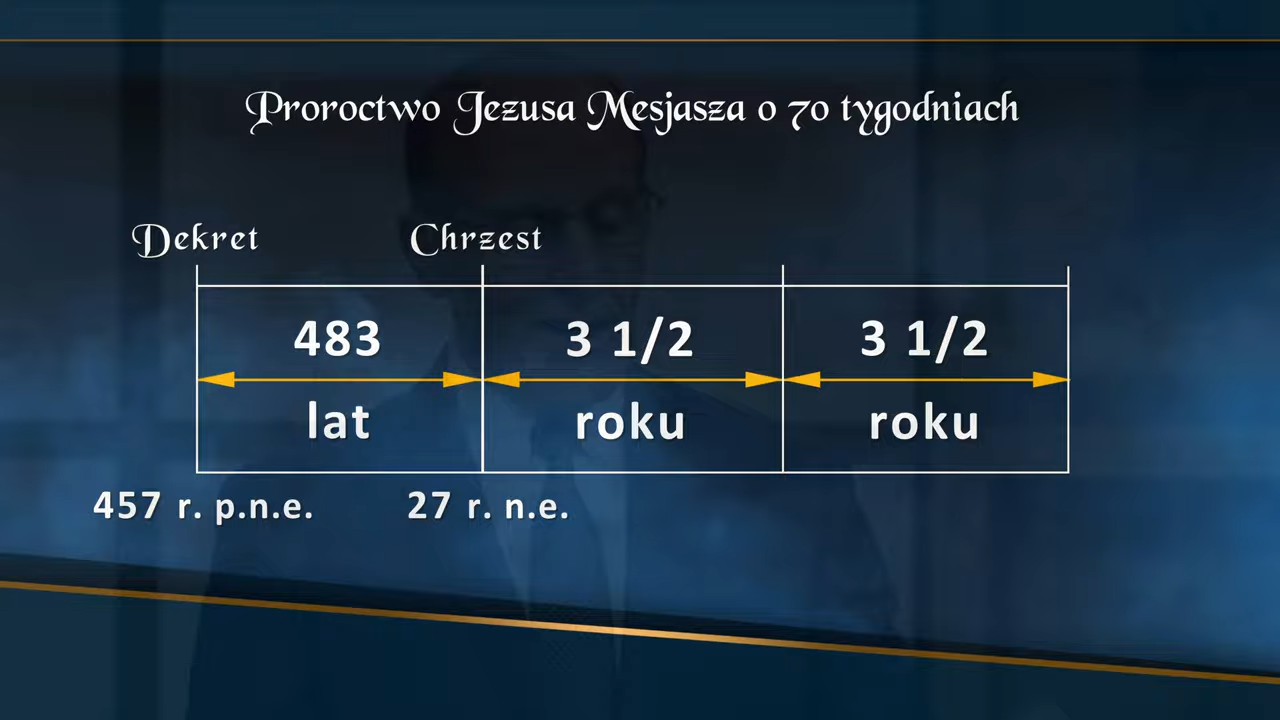 Proroctwo Jezusa Mesjasza o 70 tygodniach
Dekret Chrzest
483 3 1/2 3 1/2
lat roku roku
457 r. p.n.e. 27 r. n.e.